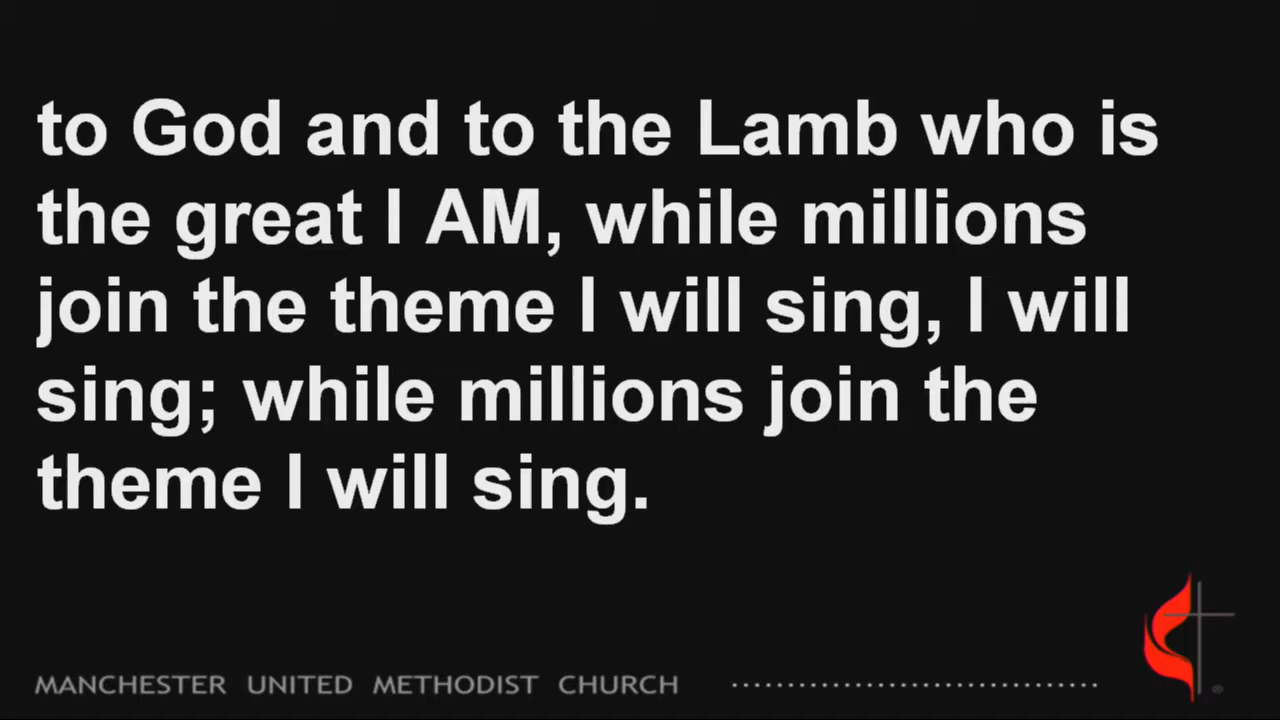 to God and to the Lamb who is
the great I AM, while millions
join the theme I will sing, I will
sing; while millions join the
theme I will sing.
MANCHESTER UNITED METHODIST CHURCH
®